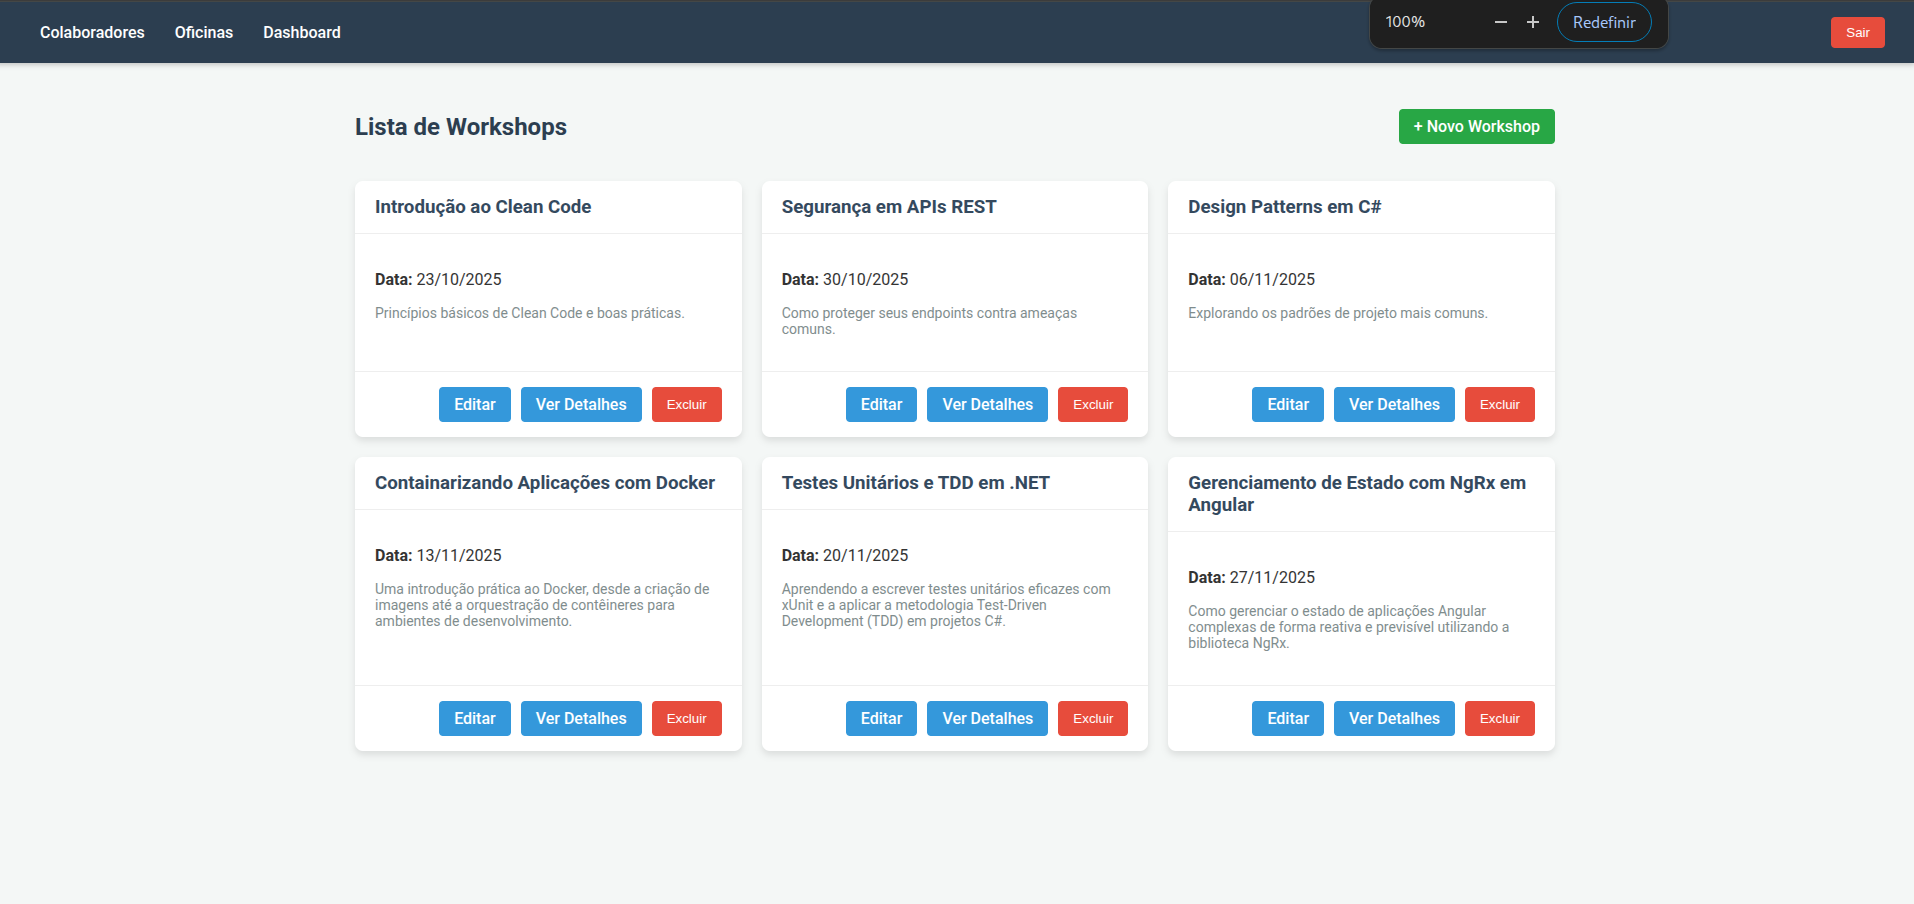 Colaboradores Oficinas Dashboard 100% − + Redefinir Sair
Lista de Workshops + Novo Workshop
Introdução ao Clean Code
Data: 23/10/2025
Princípios básicos de Clean Code e boas práticas.
Editar Ver Detalhes Excluir
Segurança em APIs REST
Data: 30/10/2025
Como proteger seus endpoints contra ameaças
comuns.
Editar Ver Detalhes Excluir
Design Patterns em C#
Data: 06/11/2025
Explorando os padrões de projeto mais comuns.
Editar Ver Detalhes Excluir
Containarizando Aplicações com Docker
Data: 13/11/2025
Uma introdução prática ao Docker, desde a criação de
imagens até a orquestração de contêineres para
ambientes de desenvolvimento.
Editar Ver Detalhes Excluir
Testes Unitários e TDD em .NET
Data: 20/11/2025
Aprendendo a escrever testes unitários eficazes com
xUnit e a aplicar a metodologia Test-Driven
Development (TDD) em projetos C#.
Editar Ver Detalhes Excluir
Gerenciamento de Estado com NgRx em
Angular
Data: 27/11/2025
Como gerenciar o estado de aplicações Angular
complexas de forma reativa e previsível utilizando a
biblioteca NgRx.
Editar Ver Detalhes Excluir